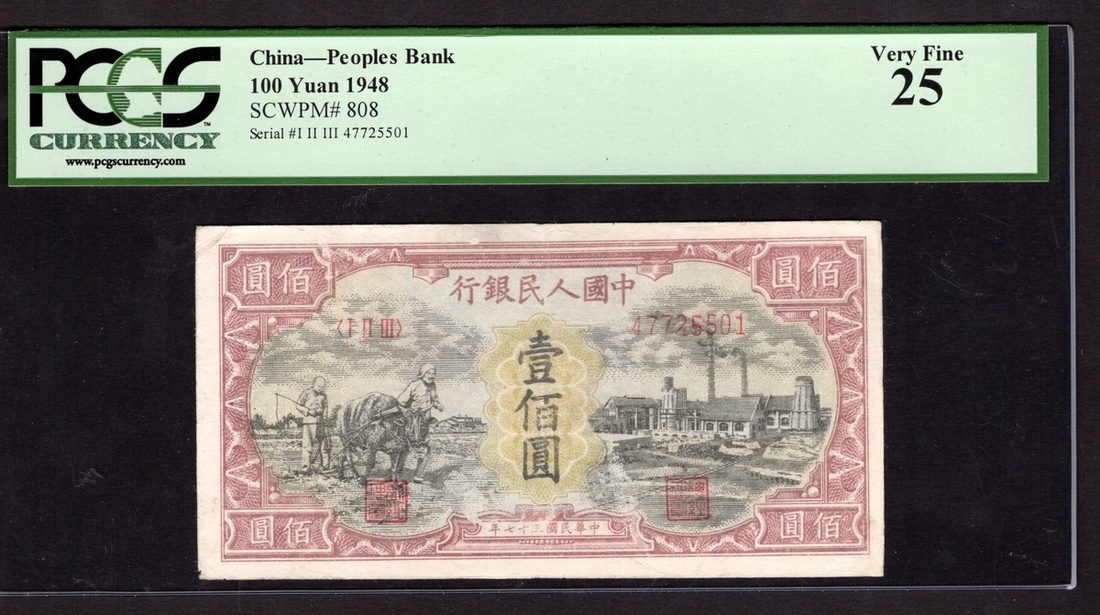 PCGS
CURRENCY
www.pcgscurrency.com
China—Peoples Bank
100 Yuan 1948
SCWPM# 808
Serial #I II III 47725501
Very Fine
25
圓佰
佰圓
行銀民人國中
〈I II III〉
47725501
壹佰圓
圓佰
年七十三國民華中
圓佰